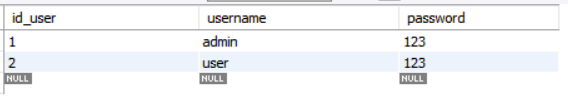 id_user username password
1 admin 123
2 user 123
NULL NULL NULL